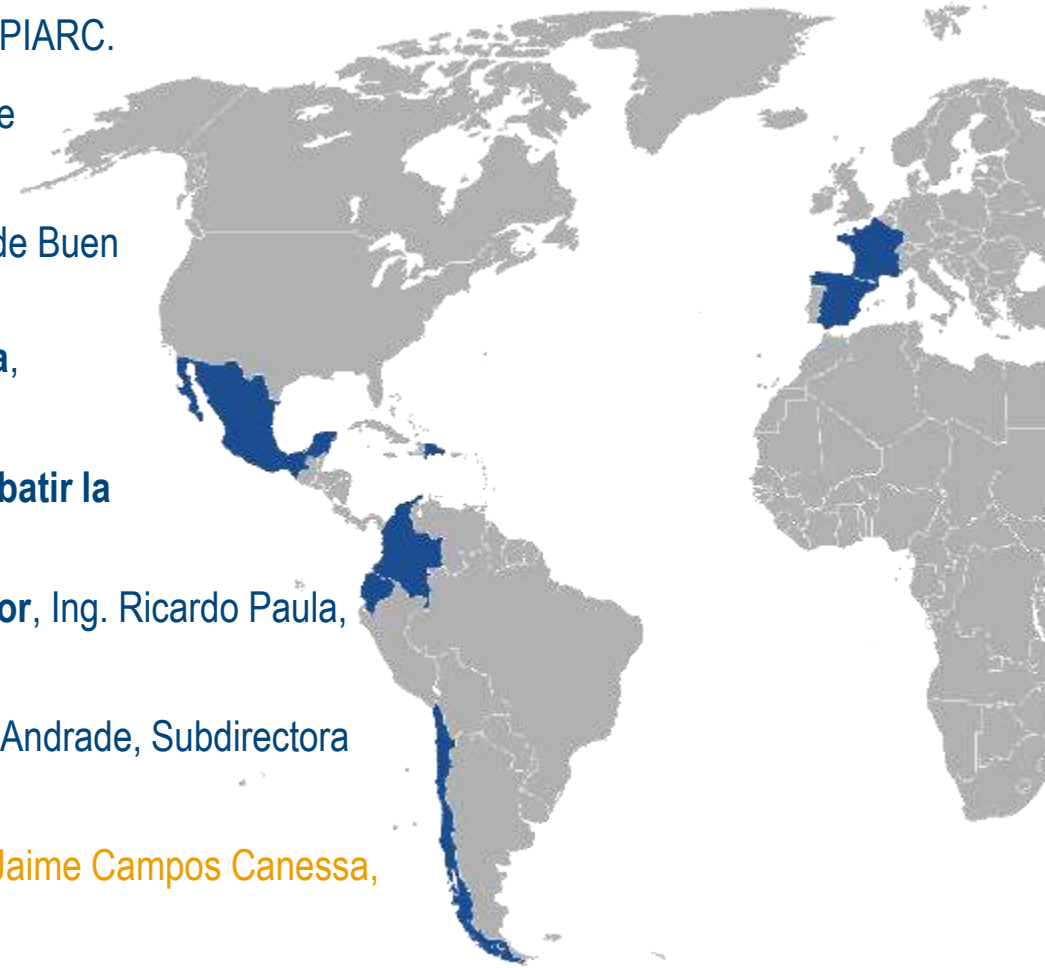 PIARC.
e
de Buen
a,
batir la
or, Ing. Ricardo Paula,
Andrade, Subdirectora
Jaime Campos Canessa,